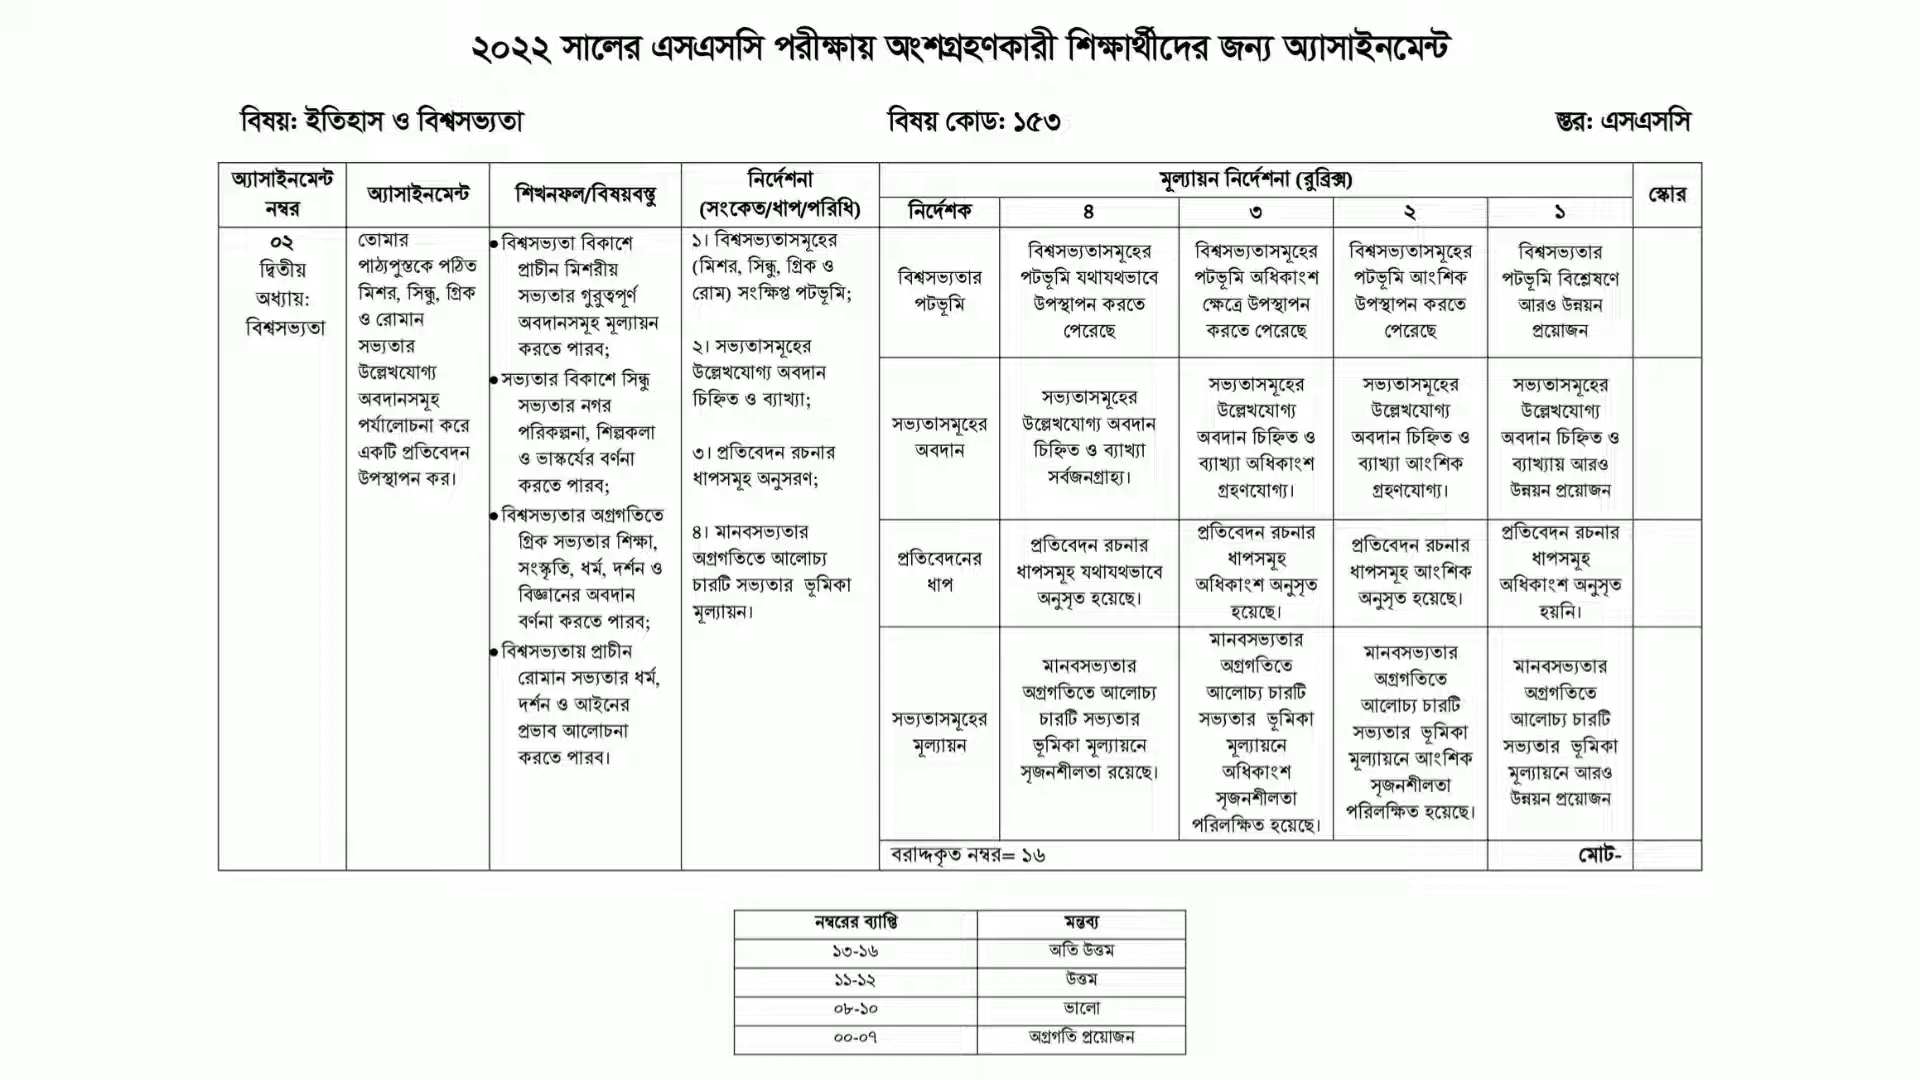 ২০২২ সালের এসএসসি পরীক্ষায় অংশগ্রহণকারী শিক্ষার্থীদের জন্য অ্যাসাইনমেন্ট
বিষয়: ইতিহাস ও বিশ্বসভ্যতা
বিষয় কোড: ১৫৩
স্তর: এসএসসি
অ্যাসাইনমেন্ট
নম্বর
অ্যাসাইনমেন্ট
শিখনফল/বিষয়বস্তু
নির্দেশনা
(সংকেত/ধাপ/পরিধি)
মূল্যায়ন নির্দেশনা (রুব্রিক্স)
স্কোর
নির্দেশক
৪
৩
২
১
০২
দ্বিতীয়
অধ্যায়:
বিশ্বসভ্যতা
তোমার
পাঠ্যপুস্তকে পঠিত
মিশর, সিন্ধু, গ্রিক
ও রোমান
সভ্যতার
উল্লেখযোগ্য
অবদানসমূহ
পর্যালোচনা করে
একটি প্রতিবেদন
উপস্থাপন কর।
● বিশ্বসভ্যতা বিকাশে
প্রাচীন মিশরীয়
সভ্যতার গুরুত্বপূর্ণ
অবদানসমূহ মূল্যায়ন
করতে পারব;
● সভ্যতার বিকাশে সিন্ধু
সভ্যতার নগর
পরিকল্পনা, শিল্পকলা
ও ভাস্কর্যের বর্ণনা
করতে পারব;
● বিশ্বসভ্যতার অগ্রগতিতে
গ্রিক সভ্যতার শিক্ষা,
সংস্কৃতি, ধর্ম, দর্শন ও
বিজ্ঞানের অবদান
বর্ণনা করতে পারব;
● বিশ্বসভ্যতায় প্রাচীন
রোমান সভ্যতার ধর্ম,
দর্শন ও আইনের
প্রভাব আলোচনা
করতে পারব।
১। বিশ্বসভ্যতাসমূহের
(মিশর, সিন্ধু, গ্রিক ও
রোম) সংক্ষিপ্ত পটভূমি;
২। সভ্যতাসমূহের
উল্লেখযোগ্য অবদান
চিহ্নিত ও ব্যাখ্যা;
৩। প্রতিবেদন রচনার
ধাপসমূহ অনুসরণ;
৪। মানবসভ্যতার
অগ্রগতিতে আলোচ্য
চারটি সভ্যতার ভূমিকা
মূল্যায়ন।
বিশ্বসভ্যতার
পটভূমি
বিশ্বসভ্যতাসমূহের
পটভূমি যথাযথভাবে
উপস্থাপন করতে
পেরেছে
বিশ্বসভ্যতাসমূহের
পটভূমি অধিকাংশ
ক্ষেত্রে উপস্থাপন
করতে পেরেছে
বিশ্বসভ্যতাসমূহের
পটভূমি আংশিক
উপস্থাপন করতে
পেরেছে
বিশ্বসভ্যতার
পটভূমি বিশ্লেষণে
আরও উন্নয়ন
প্রয়োজন
সভ্যতাসমূহের
অবদান
সভ্যতাসমূহের
উল্লেখযোগ্য অবদান
চিহ্নিত ও ব্যাখ্যা
সর্বজনগ্রাহ্য।
সভ্যতাসমূহের
উল্লেখযোগ্য
অবদান চিহ্নিত ও
ব্যাখ্যা অধিকাংশ
গ্রহণযোগ্য।
সভ্যতাসমূহের
উল্লেখযোগ্য
অবদান চিহ্নিত ও
ব্যাখ্যা আংশিক
গ্রহণযোগ্য।
সভ্যতাসমূহের
উল্লেখযোগ্য
অবদান চিহ্নিত ও
ব্যাখ্যায় আরও
উন্নয়ন প্রয়োজন
প্রতিবেদনের
ধাপ
প্রতিবেদন রচনার
ধাপসমূহ যথাযথভাবে
অনুসৃত হয়েছে।
প্রতিবেদন রচনার
ধাপসমূহ
অধিকাংশ অনুসৃত
হয়েছে।
প্রতিবেদন রচনার
ধাপসমূহ আংশিক
অনুসৃত হয়েছে।
প্রতিবেদন রচনার
ধাপসমূহ
অধিকাংশ অনুসৃত
হয়নি।
সভ্যতাসমূহের
মূল্যায়ন
মানবসভ্যতার
অগ্রগতিতে আলোচ্য
চারটি সভ্যতার
ভূমিকা মূল্যায়নে
সৃজনশীলতা রয়েছে।
মানবসভ্যতার
অগ্রগতিতে
আলোচ্য চারটি
সভ্যতার ভূমিকা
মূল্যায়নে
অধিকাংশ
সৃজনশীলতা
পরিলক্ষিত হয়েছে।
মানবসভ্যতার
অগ্রগতিতে
আলোচ্য চারটি
সভ্যতার ভূমিকা
মূল্যায়নে আংশিক
সৃজনশীলতা
পরিলক্ষিত হয়েছে।
মানবসভ্যতার
অগ্রগতিতে
আলোচ্য চারটি
সভ্যতার ভূমিকা
মূল্যায়নে আরও
উন্নয়ন প্রয়োজন
বরাদ্দকৃত নম্বর= ১৬
মোট-
নম্বরের ব্যাপ্তি
মন্তব্য
১৩-১৬
অতি উত্তম
১১-১২
উত্তম
০৮-১০
ভালো
০০-০৭
অগ্রগতি প্রয়োজন